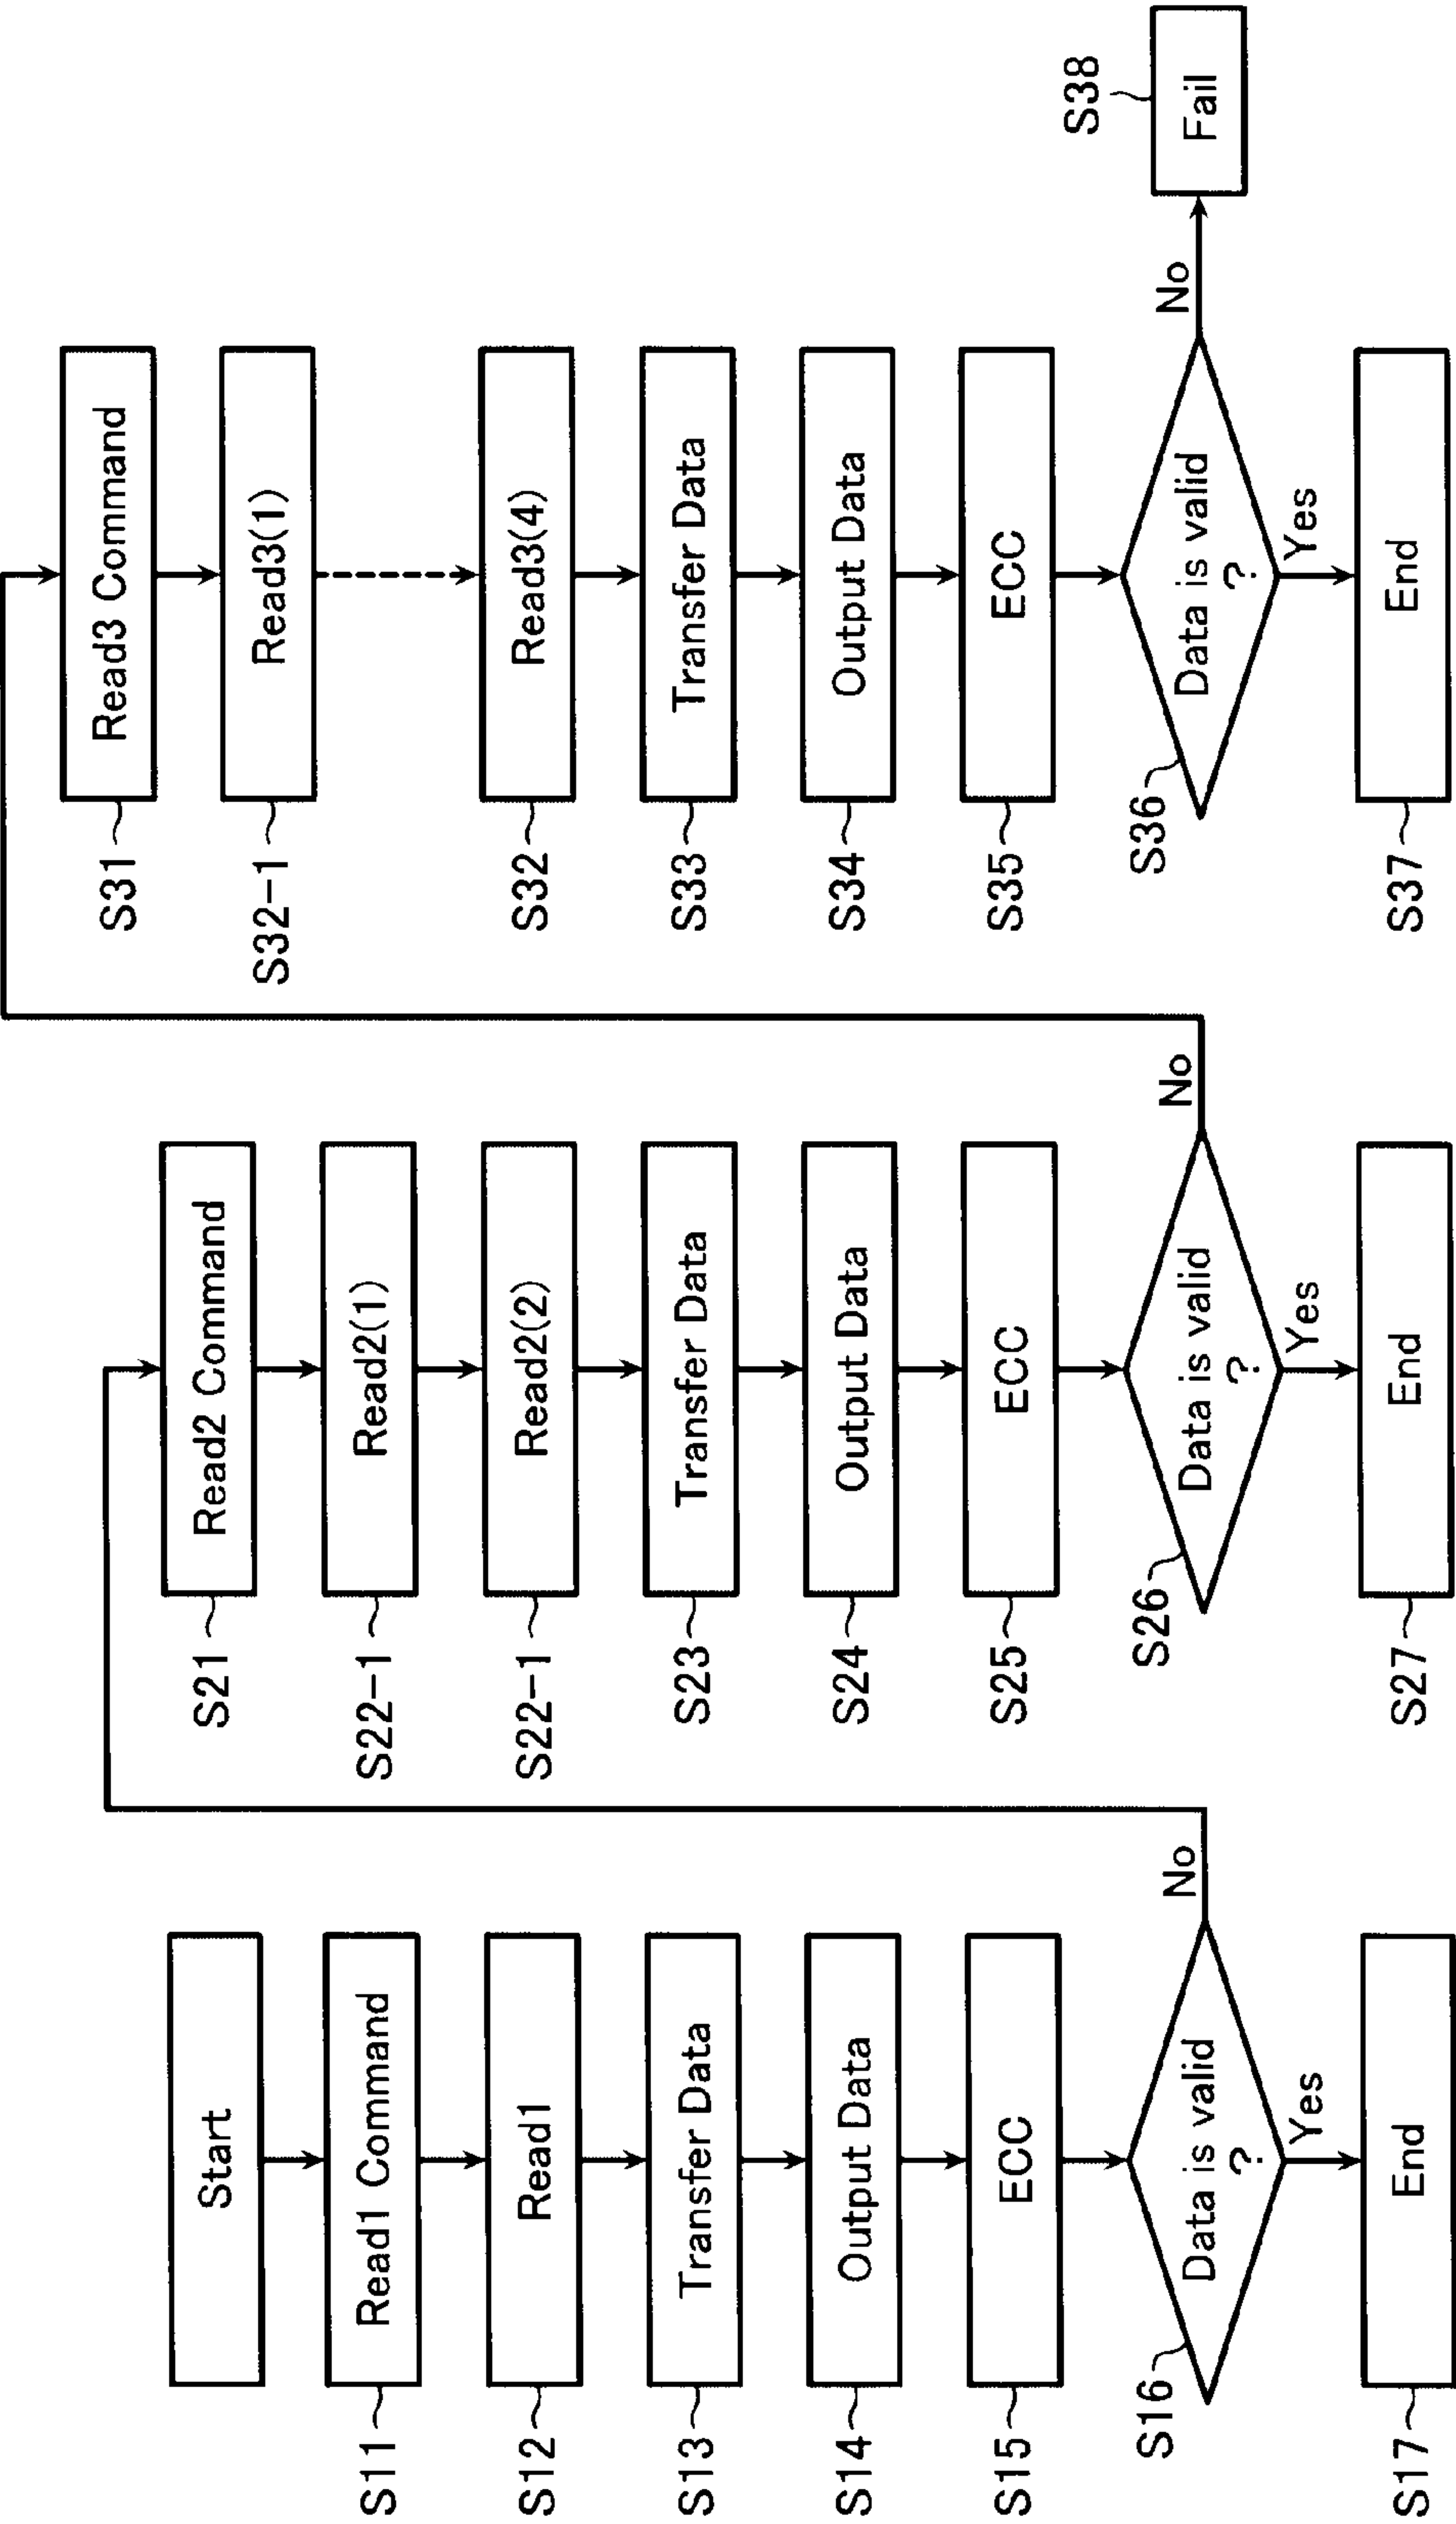 Start
S11
Read1 Command
S12
Read1
S13
Transfer Data
S14
Output Data
S15
ECC
S16
Data is valid
?
No
Yes
S17
End
S21
Read2 Command
S22-1
Read2(1)
S22-1
Read2(2)
S23
Transfer Data
S24
Output Data
S25
ECC
S26
Data is valid
?
No
Yes
S27
End
S31
Read3 Command
S32-1
Read3(1)
S32
Read3(4)
S33
Transfer Data
S34
Output Data
S35
ECC
S36
Data is valid
?
No
Yes
S37
End
S38
Fail